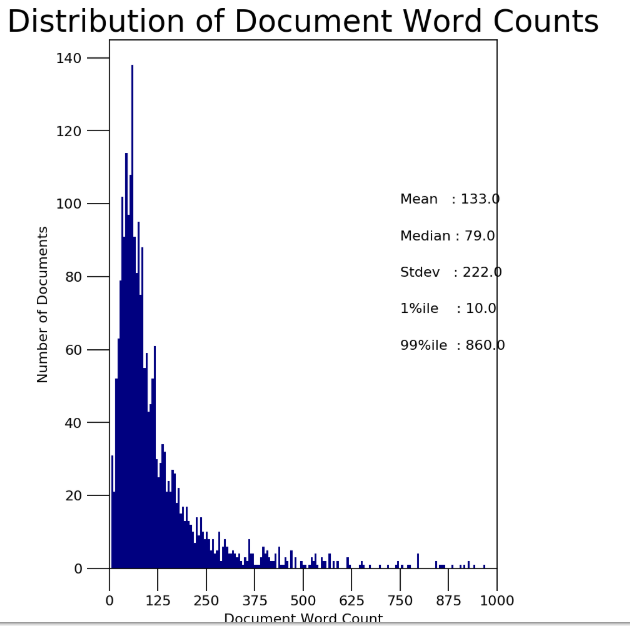 Distribution of Document Word Counts
140
120
100
80
60
40
20
0
Number of Documents
Mean : 133.0
Median : 79.0
Stdev : 222.0
1%ile : 10.0
99%ile : 860.0
0 125 250 375 500 625 750 875 1000
Document Word Count